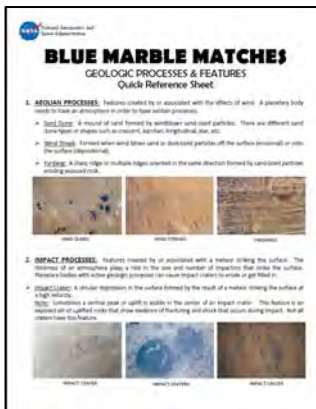 NASA
National Aeronautics and
Space Administration
BLUE MARBLE MATCHES
GEOLOGIC PROCESSES & FEATURES
Quick Reference Sheet
1. AEOLIAN PROCESSES: Features created by or associated with the effects of wind. A planetary body
needs to have an atmosphere in order to have aeolian processes.
➢ Sand Dune: A mound of sand formed by windblown sand-sized particles. There are different sand
dune types or shapes such as crescent, barchan, longitudinal, star, etc.
➢ Wind Streak: Formed when wind blows sand or dust-sized particles off the surface (erosional) or onto
the surface (depositional).
➢ Yardang: A sharp ridge or multiple ridges oriented in the same direction formed by sand-sized particles
eroding exposed rock.
SAND DUNES
WIND STREAKS
YARDANGS
2. IMPACT PROCESSES: Features created by or associated with a meteor striking the surface. The
thickness of an atmosphere plays a role in the size and number of impactors that strike the surface.
Planetary bodies with active geologic processes can cause impact craters to erode or get filled in.
➢ Impact Crater: A circular depression in the surface formed by the result of a meteor striking the surface at
a high velocity.
Note: Sometimes a central peak or uplift is visible in the center of an impact crater. This feature is an
exposed area of uplifted rocks that show evidence of fracturing and shock that occurs during impact. Not all
craters have this feature.
IMPACT CRATER
IMPACT CRATERS
IMPACT CRATER